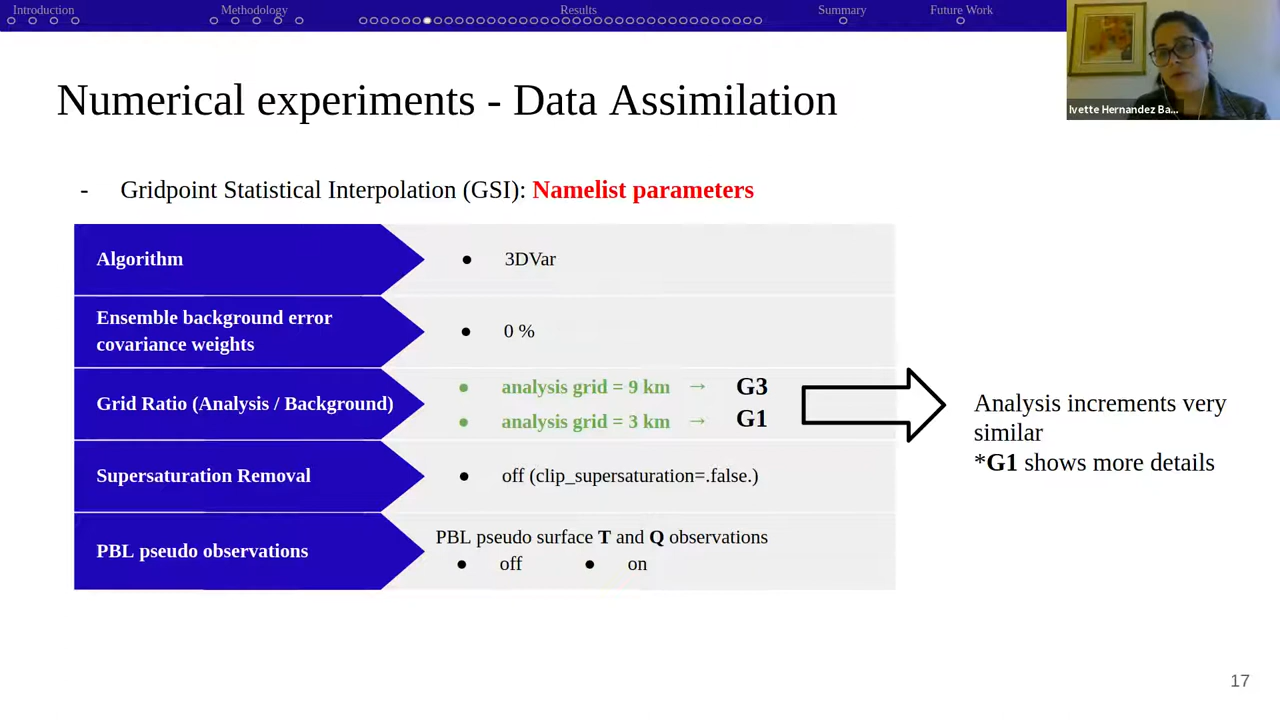 Introduction Methodology Results Summary Future Work
Ivette Hernandez Ba...
Numerical experiments - Data Assimilation
- Gridpoint Statistical Interpolation (GSI): Namelist parameters
Algorithm
● 3DVar
Ensemble background error
covariance weights
● 0 %
Grid Ratio (Analysis / Background)
● analysis grid = 9 km → G3
● analysis grid = 3 km → G1
Analysis increments very
similar
*G1 shows more details
Supersaturation Removal
● off (clip_supersaturation=.false.)
PBL pseudo observations
PBL pseudo surface T and Q observations
● off ● on
17